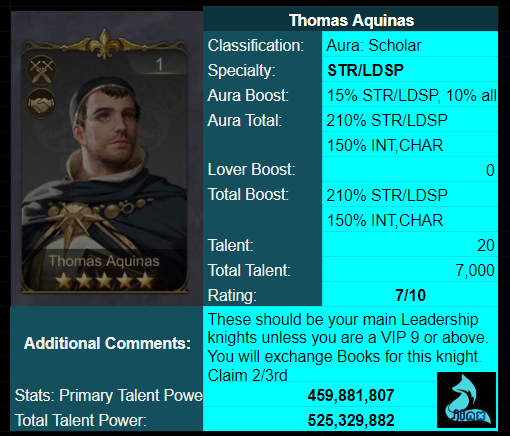 Thomas Aquinas
1
Thomas Aquinas
Classification: Aura: Scholar
Specialty: STR/LDSP
Aura Boost: 15% STR/LDSP, 10% all
Aura Total: 210% STR/LDSP
150% INT,CHAR
Lover Boost: 0
Total Boost: 210% STR/LDSP
150% INT,CHAR
Talent: 20
Total Talent: 7,000
Rating: 7/10
Additional Comments:
These should be your main Leadership
knights unless you are a VIP 9 or above.
You will exchange Books for this knight.
Claim 2/3rd
Stats: Primary Talent Powe 459,881,807
Total Talent Power: 525,329,882